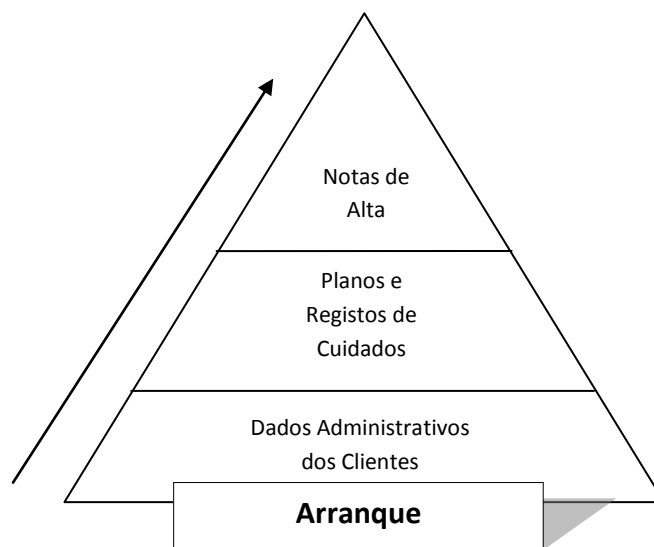 Notas de
Alta
Planos e
Registos de
Cuidados
Dados Administrativos
dos Clientes
Arranque